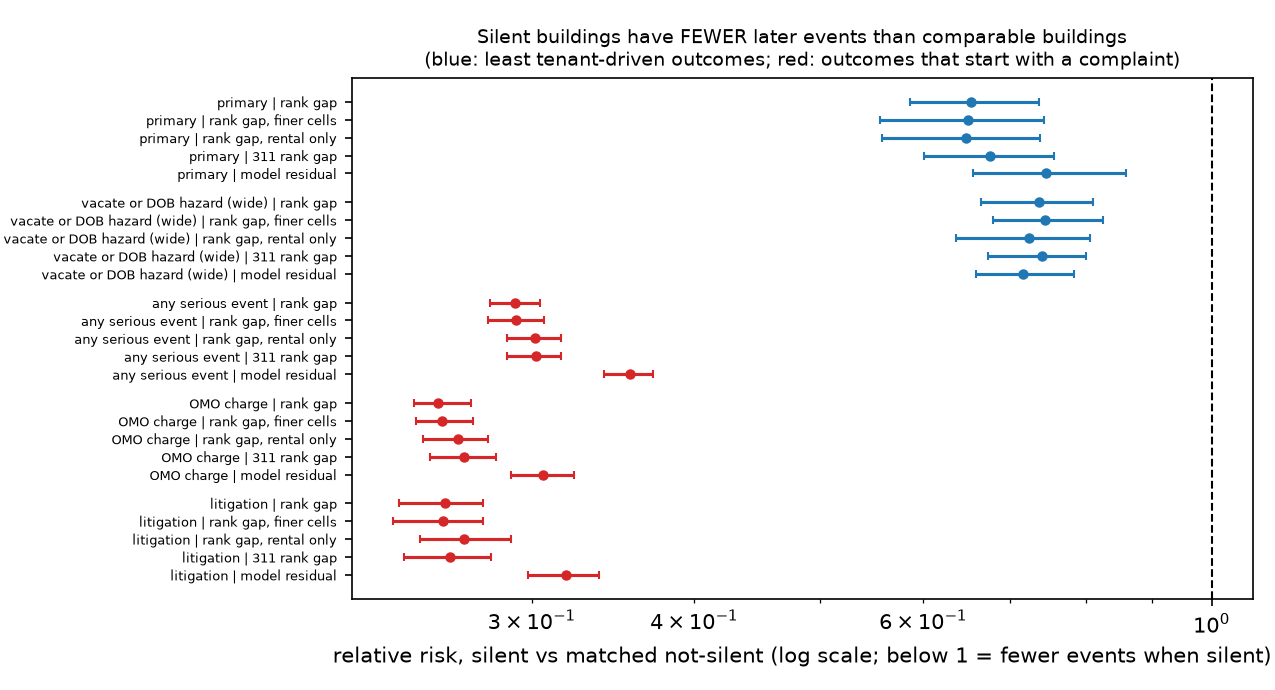 Silent buildings have FEWER later events than comparable buildings
(blue: least tenant-driven outcomes; red: outcomes that start with a complaint)
primary | rank gap
primary | rank gap, finer cells
primary | rank gap, rental only
primary | 311 rank gap
primary | model residual
vacate or DOB hazard (wide) | rank gap
vacate or DOB hazard (wide) | rank gap, finer cells
vacate or DOB hazard (wide) | rank gap, rental only
vacate or DOB hazard (wide) | 311 rank gap
vacate or DOB hazard (wide) | model residual
any serious event | rank gap
any serious event | rank gap, finer cells
any serious event | rank gap, rental only
any serious event | 311 rank gap
any serious event | model residual
OMO charge | rank gap
OMO charge | rank gap, finer cells
OMO charge | rank gap, rental only
OMO charge | 311 rank gap
OMO charge | model residual
litigation | rank gap
litigation | rank gap, finer cells
litigation | rank gap, rental only
litigation | 311 rank gap
litigation | model residual
3 × 10⁻¹ 4 × 10⁻¹ 6 × 10⁻¹ 10⁰
relative risk, silent vs matched not-silent (log scale; below 1 = fewer events when silent)